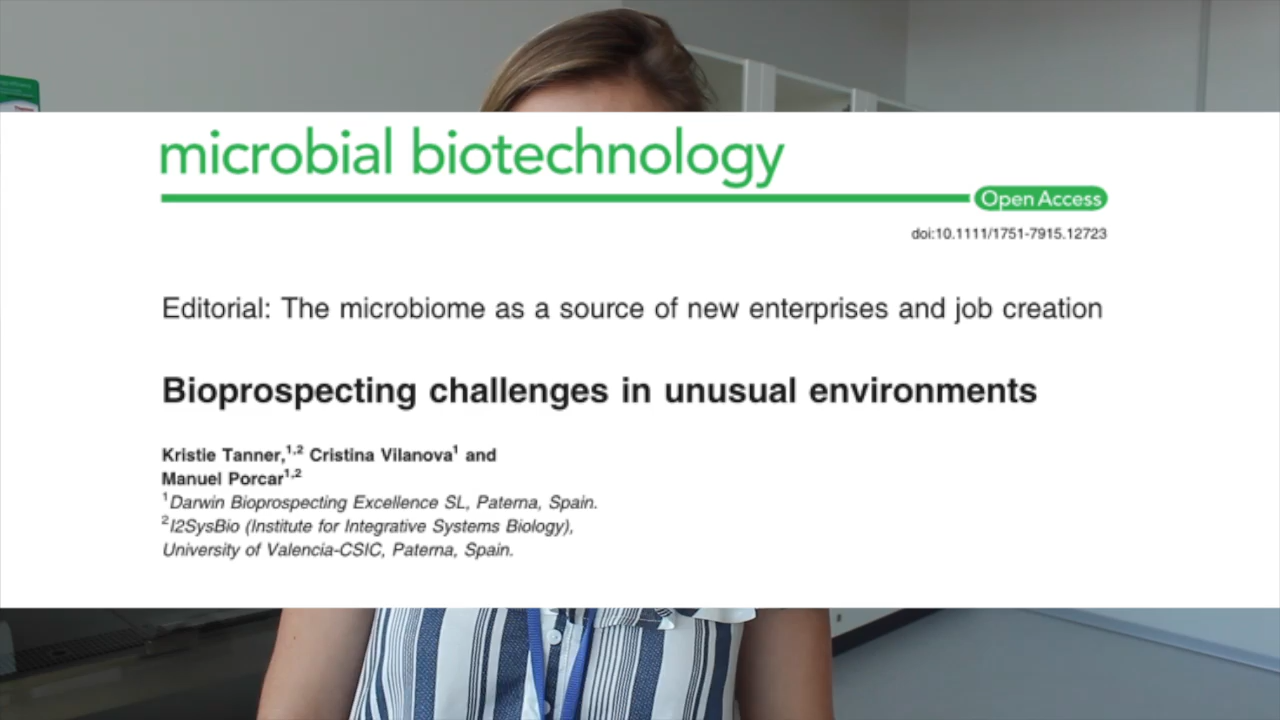 microbial biotechnology
Open Access
doi:10.1111/1751-7915.12723
Editorial: The microbiome as a source of new enterprises and job creation
Bioprospecting challenges in unusual environments
Kristie Tanner,1,2 Cristina Vilanova1 and
Manuel Porcar1,2
1Darwin Bioprospecting Excellence SL, Paterna, Spain.
2I2SysBio (Institute for Integrative Systems Biology),
University of Valencia-CSIC, Paterna, Spain.